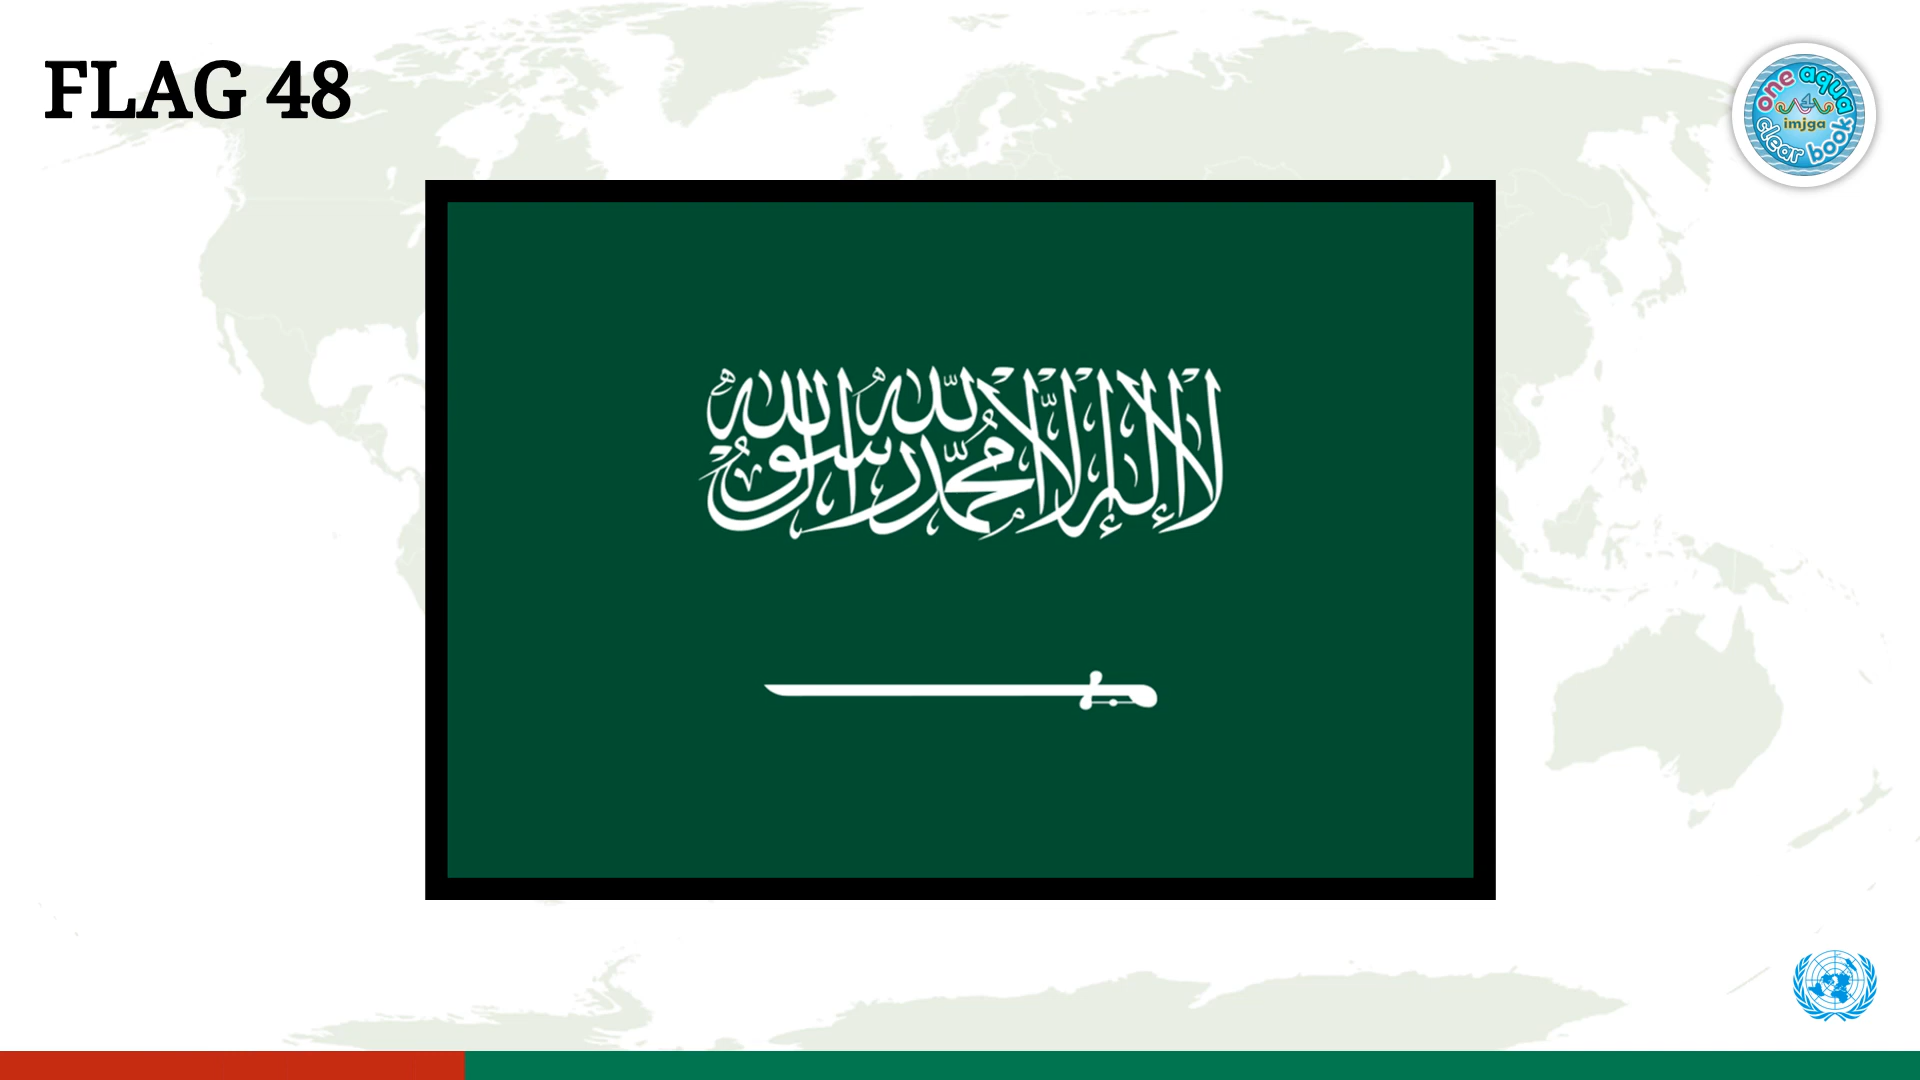 FLAG 48
one aqua
imjga
clear book
لا إله إلا الله محمد رسول الله